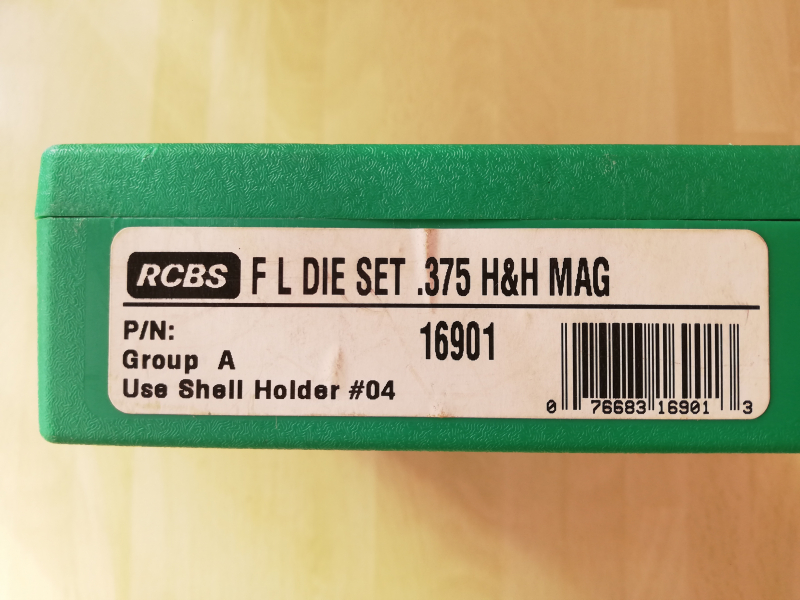 RCBS F L DIE SET .375 H&H MAG
P/N: 16901
Group A
Use Shell Holder #04
0 76683 16901 3